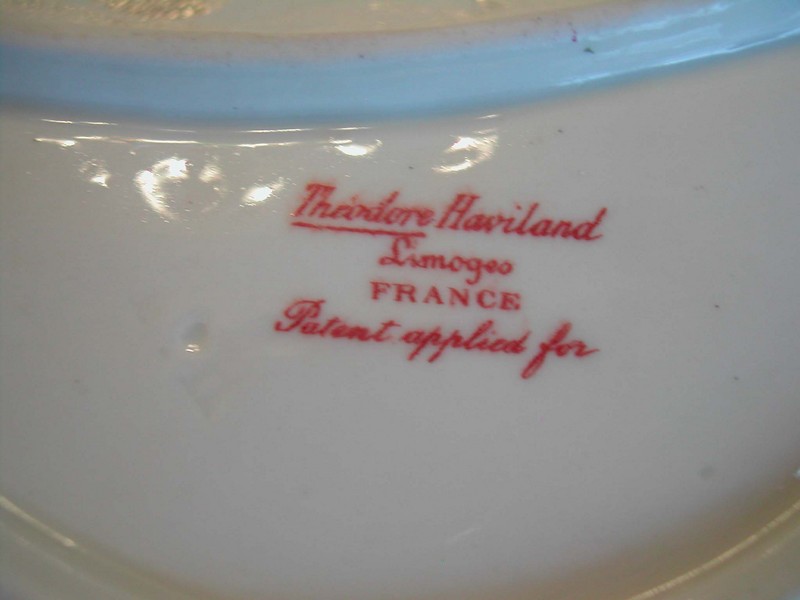 Theodore Haviland
Limoges
FRANCE
Patent applied for